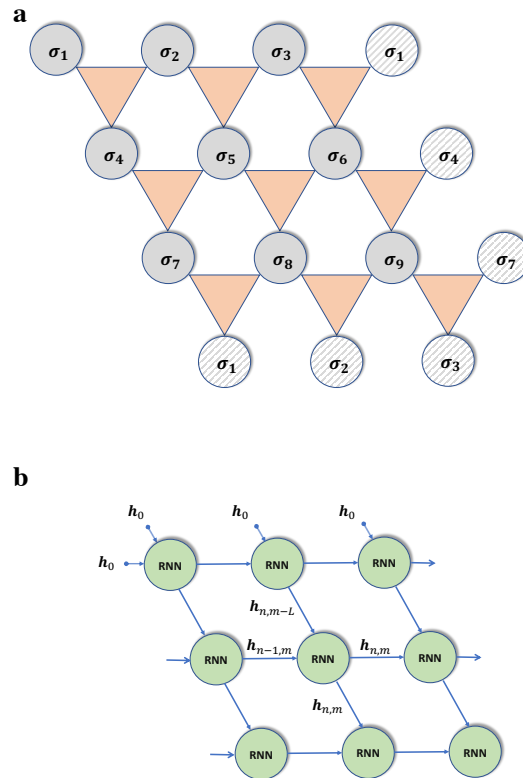 a
σ₁ σ₂ σ₃ σ₁
σ₄ σ₅ σ₆ σ₄
σ₇ σ₈ σ₉ σ₇
σ₁ σ₂ σ₃
b
h₀ h₀ h₀
h₀ RNN RNN RNN
hₙ,ₘ₋L
RNN hₙ₋₁,ₘ RNN hₙ,ₘ RNN
hₙ,ₘ
RNN RNN RNN